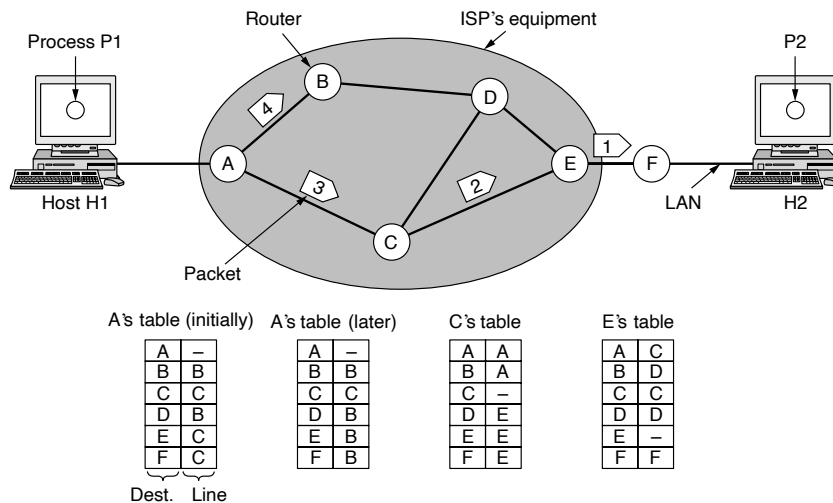 Router
ISP's equipment
Process P1
P2
B
D
4
A
E
1
F
3
2
C
Host H1
LAN
H2
Packet
A's table (initially)
A –
B B
C C
D B
E C
F C
Dest. Line
A's table (later)
A –
B B
C C
D B
E B
F B
C's table
A A
B A
C –
D E
E E
F E
E's table
A C
B D
C C
D D
E –
F F